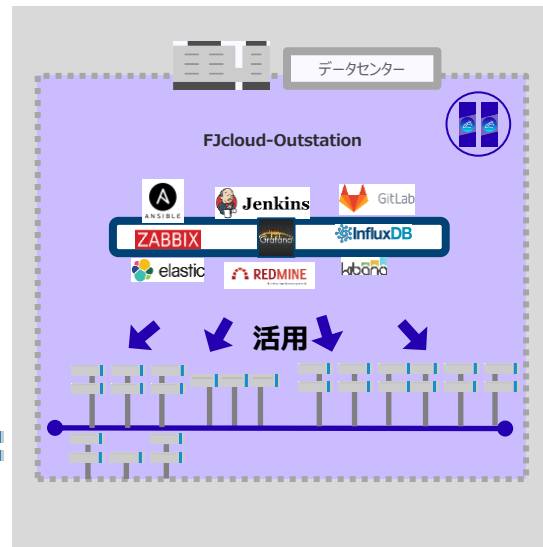 データセンター
FJcloud-Outstation
ANSIBLE
Jenkins
GitLab
ZABBIX
Grafana
InfluxDB
elastic
REDMINE
kibana
活用